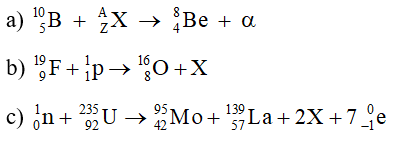 a) ¹⁰₅B + ᴬ_ZX → ⁸₄Be + α
b) ¹⁹₉F + ¹₁p → ¹⁶₈O + X
c) ¹₀n + ²³⁵₉₂U → ⁹⁵₄₂Mo + ¹³⁹₅₇La + 2X + 7 ⁰₋₁e